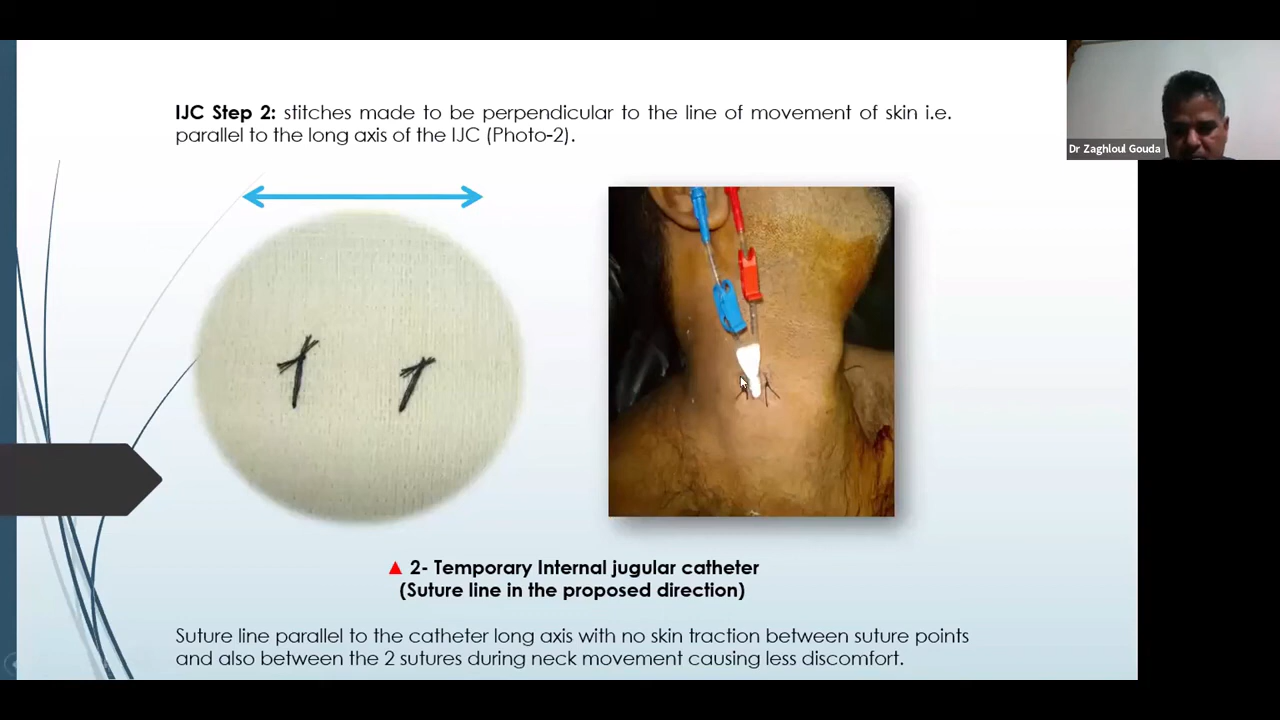 IJC Step 2: stitches made to be perpendicular to the line of movement of skin i.e.
parallel to the long axis of the IJC (Photo-2).
Dr Zaghloul Gouda
2- Temporary Internal jugular catheter
(Suture line in the proposed direction)
Suture line parallel to the catheter long axis with no skin traction between suture points
and also between the 2 sutures during neck movement causing less discomfort.